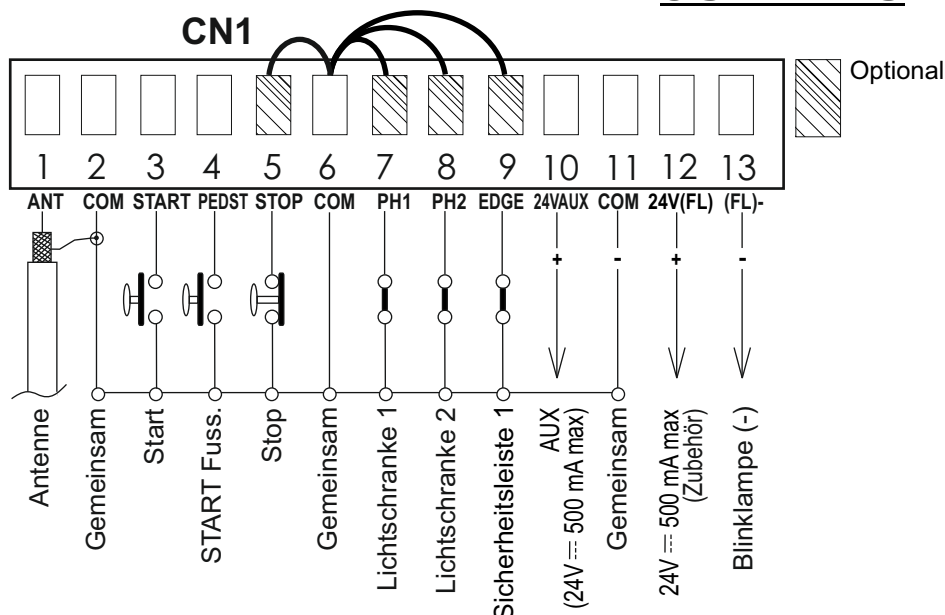 CN1
Optional
1 2 3 4 5 6 7 8 9 10 11 12 13
ANT COM START PEDST STOP COM PH1 PH2 EDGE 24VAUX COM 24V(FL) (FL)-
+ - + -
Antenne
Gemeinsam
Start
START Fuss.
Stop
Gemeinsam
Lichtschranke 1
Lichtschranke 2
Sicherheitsleiste 1
AUX
(24V ⎓ 500 mA max)
Gemeinsam
24V ⎓ 500 mA max
(Zubehör)
Blinklampe (-)